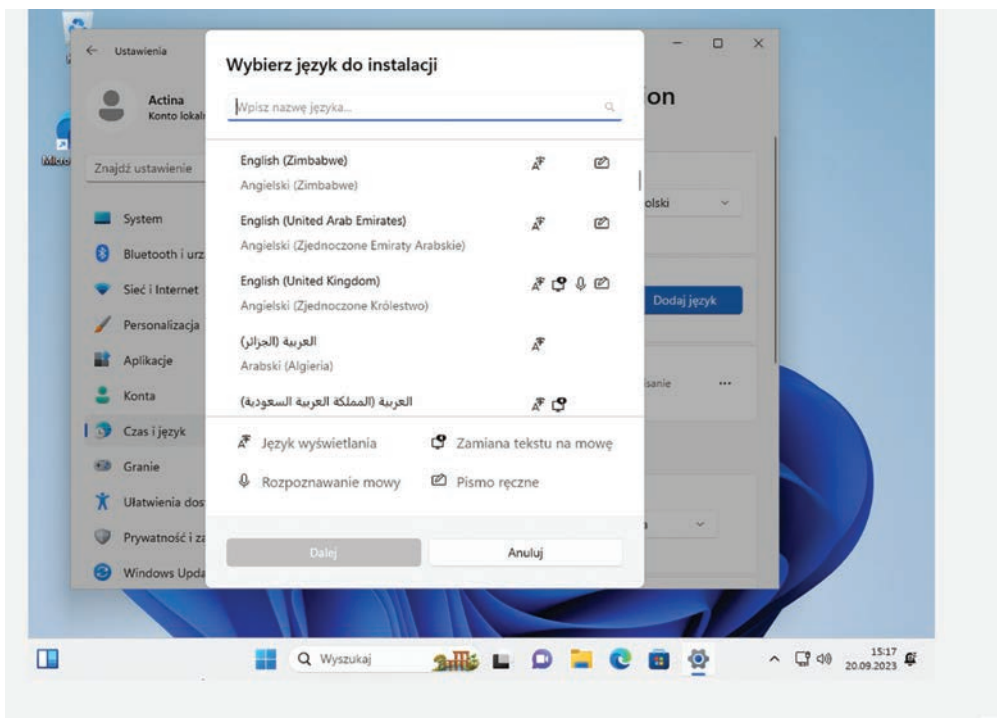 Ustawienia
Actina
Konto lokaln
Znajdź ustawienie
System
Bluetooth i urz
Sieć i Internet
Personalizacja
Aplikacje
Konta
Czas i język
Granie
Ułatwienia dos
Prywatność i za
Windows Upda
Wybierz język do instalacji
Wpisz nazwę języka...
English (Zimbabwe)
Angielski (Zimbabwe)
English (United Arab Emirates)
Angielski (Zjednoczone Emiraty Arabskie)
English (United Kingdom)
Angielski (Zjednoczone Królestwo)
العربية (الجزائر)
Arabski (Algieria)
العربية (المملكة العربية السعودية)
Język wyświetlania
Zamiana tekstu na mowę
Rozpoznawanie mowy
Pismo ręczne
Dalej
Anuluj
on
olski
Dodaj język
isanie
Wyszukaj
15:17
20.09.2023